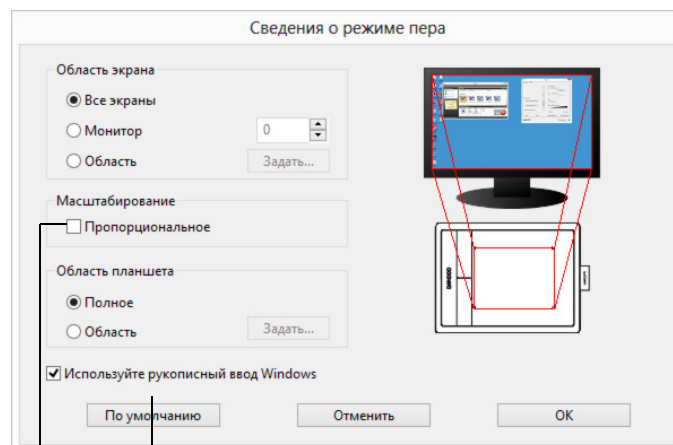 Сведения о режиме пера
Область экрана
Все экраны
Монитор
0
Область
Задать...
Масштабирование
Пропорциональное
Область планшета
Полное
Область
Задать...
Используйте рукописный ввод Windows
По умолчанию
Отменить
OK
BAMBOO